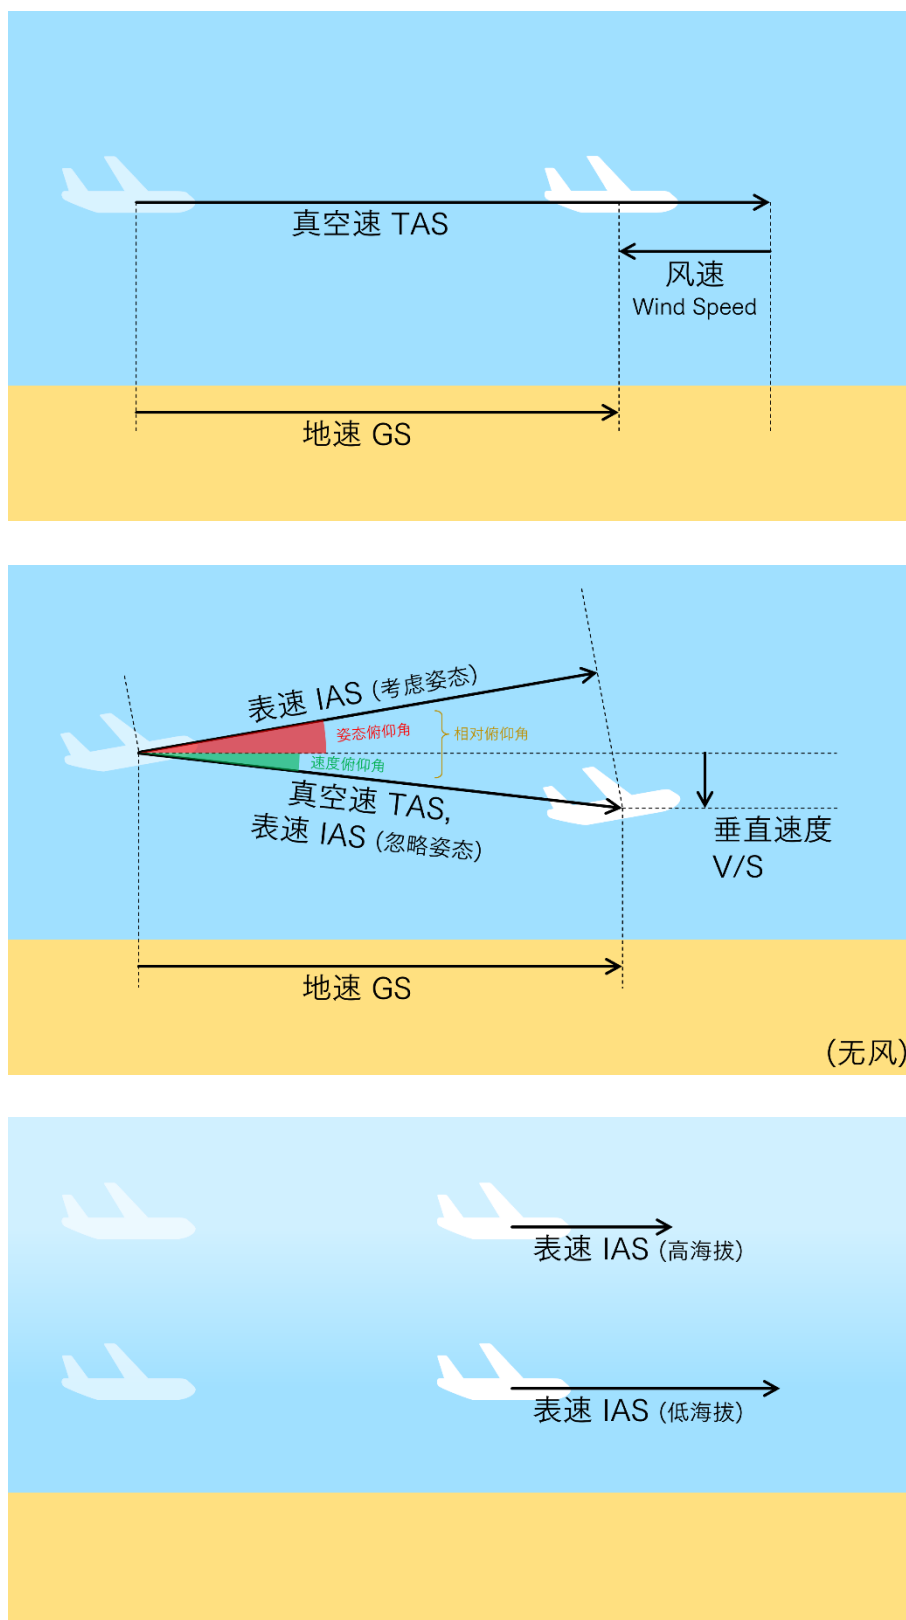 真空速 TAS
风速
Wind Speed
地速 GS
表速 IAS (考虑姿态)
姿态俯仰角
相对俯仰角
速度俯仰角
真空速 TAS,
表速 IAS (忽略姿态)
垂直速度
V/S
地速 GS
(无风)
表速 IAS (高海拔)
表速 IAS (低海拔)